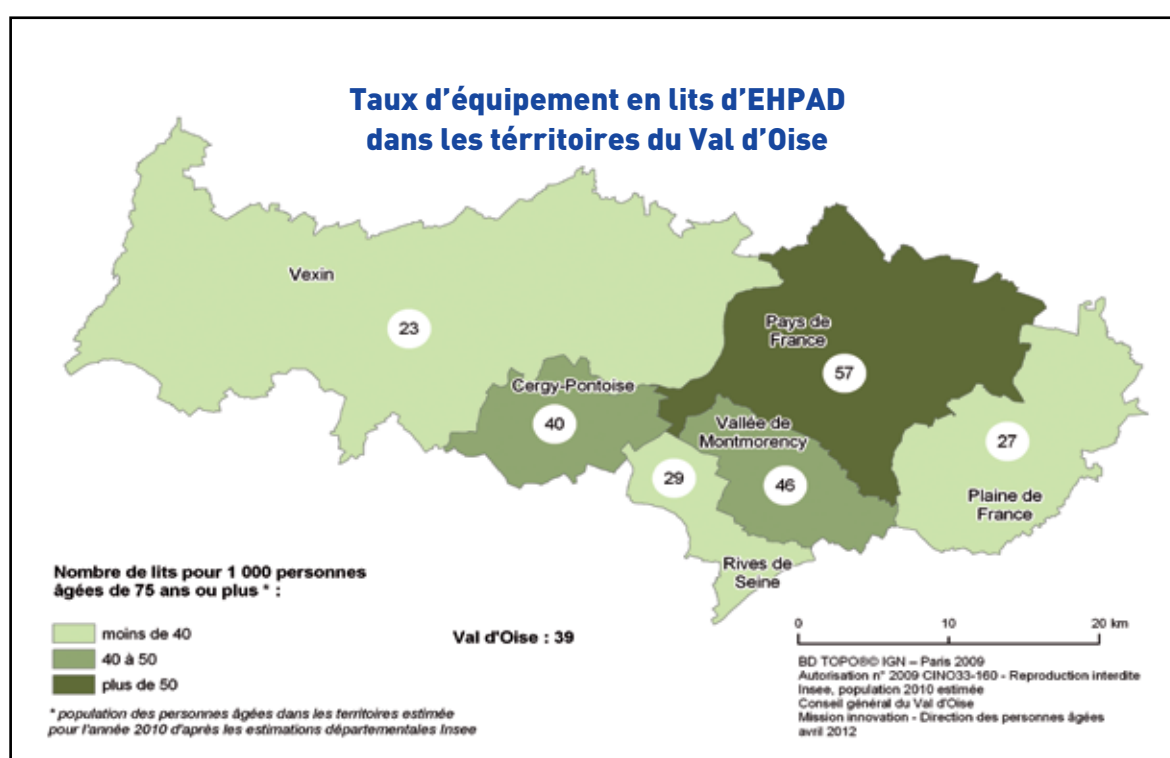 Taux d'équipement en lits d'EHPAD
dans les térritoires du Val d'Oise
Vexin
23
Pays de
France
57
Cergy-Pontoise
40
Vallée de
Montmorency
46
29
27
Plaine de
France
Rives de
Seine
Nombre de lits pour 1 000 personnes
âgées de 75 ans ou plus * :
moins de 40
40 à 50
plus de 50
Val d'Oise : 39
* population des personnes âgées dans les territoires estimée
pour l'année 2010 d'après les estimations départementales Insee
0 10 20 km
BD TOPO®© IGN – Paris 2009
Autorisation n° 2009 CINO33-160 - Reproduction interdite
Insee, population 2010 estimée
Conseil général du Val d'Oise
Mission innovation - Direction des personnes âgées
avril 2012